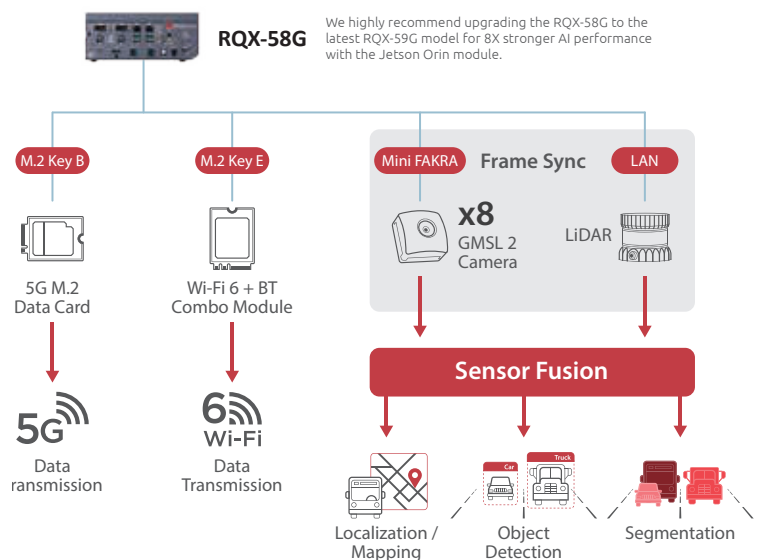 RQX-58G
We highly recommend upgrading the RQX-58G to the
latest RQX-59G model for 8X stronger AI performance
with the Jetson Orin module.
M.2 Key B
M.2 Key E
Mini FAKRA
Frame Sync
LAN
5G M.2
Data Card
Wi-Fi 6 + BT
Combo Module
x8
GMSL 2
Camera
LiDAR
Sensor Fusion
5G
Data
ransmission
6
Wi-Fi
Data
Transmission
Localization /
Mapping
Car
Truck
Object
Detection
Segmentation